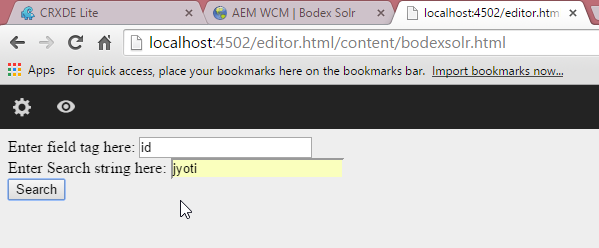 CRXDE Lite
AEM WCM | Bodex Solr
localhost:4502/editor.htm
localhost:4502/editor.html/content/bodexsolr.html
Apps
For quick access, place your bookmarks here on the bookmarks bar. Import bookmarks now...
Enter field tag here: id
Enter Search string here: jyoti
Search